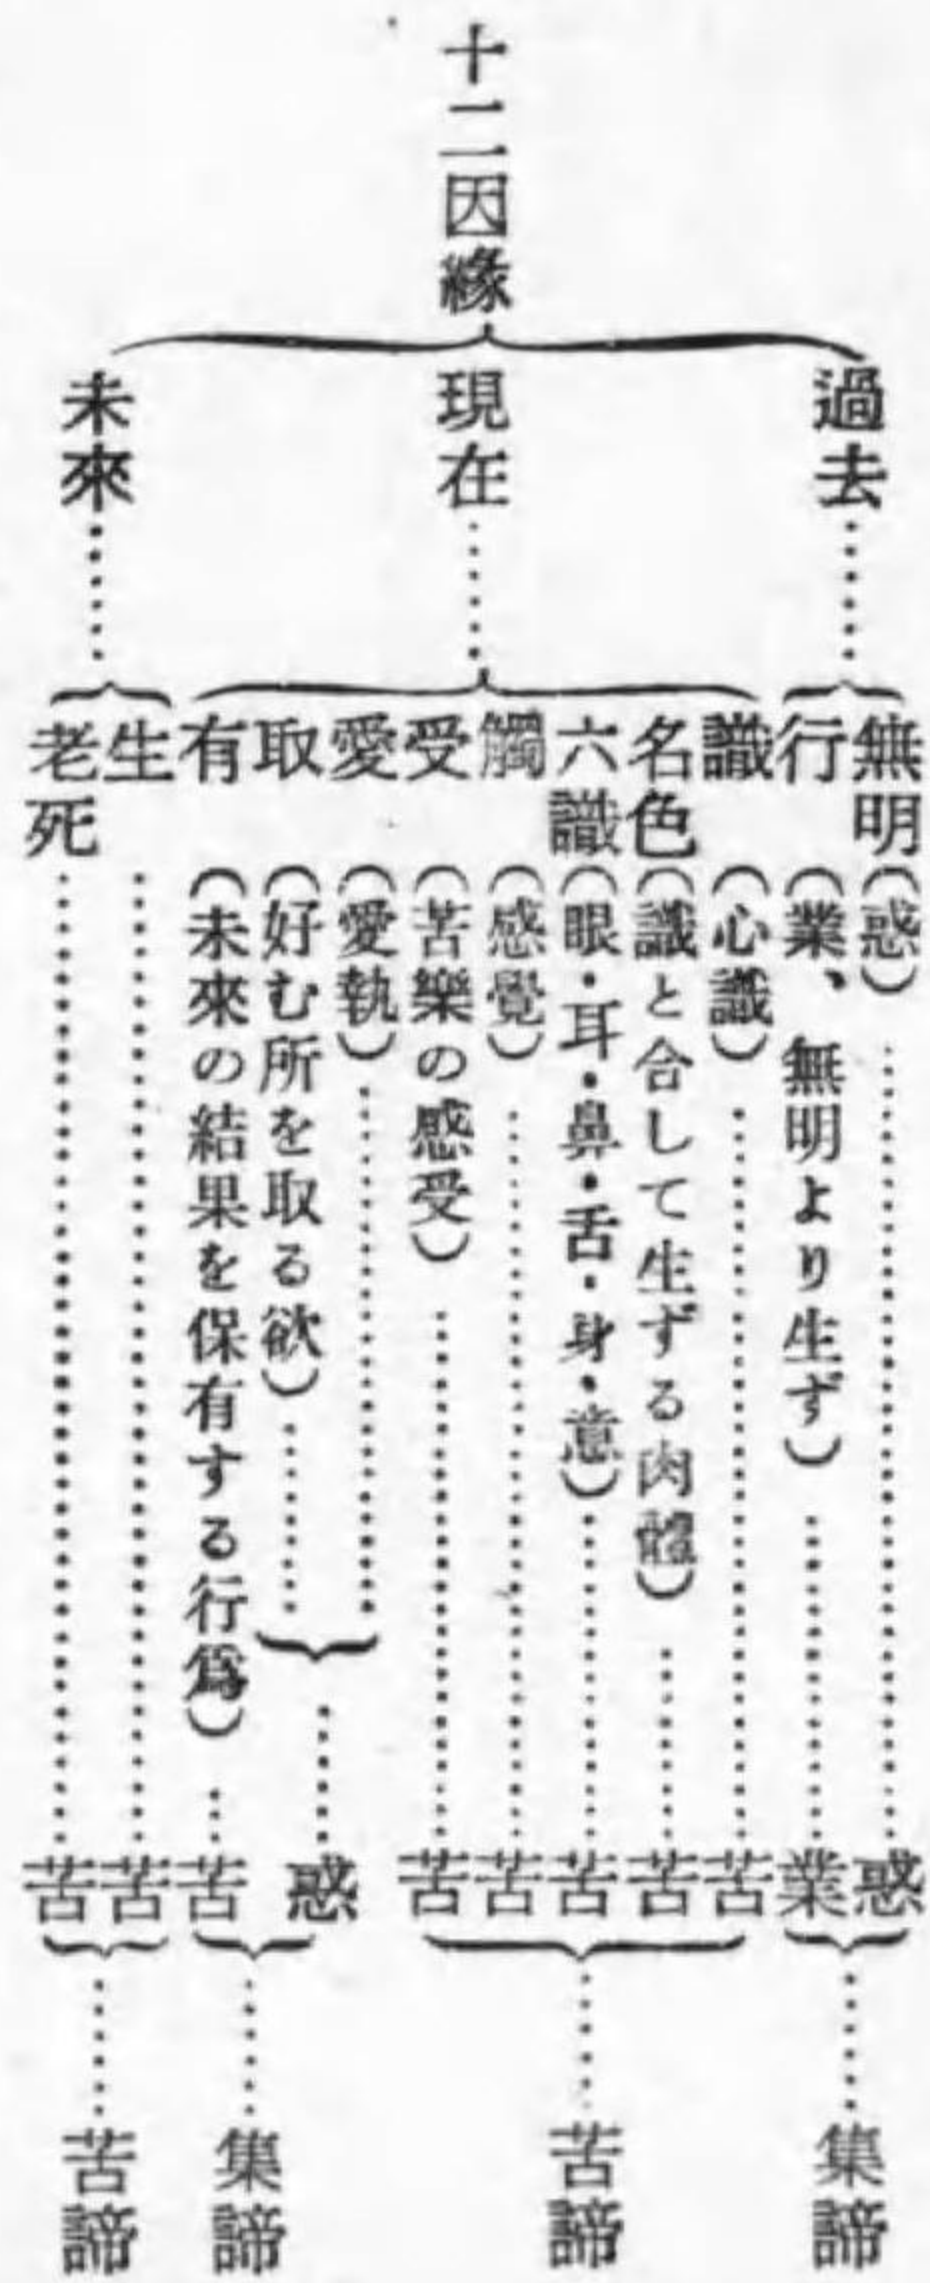 十二因緣
過去
現在
未來
無明(惑)
行(業、無明より生ず)
識(心識)
名色(識と合して生ずる肉體)
六識(眼・耳・鼻・舌・身・意)
觸(感覺)
受(苦樂の感受)
愛(愛執)
取(好む所を取る欲)
有(未來の結果を保有する行爲)
生
老死
惑
業
苦
苦
苦
苦
苦
惑
苦
苦
苦
集諦
苦諦
集諦
苦諦